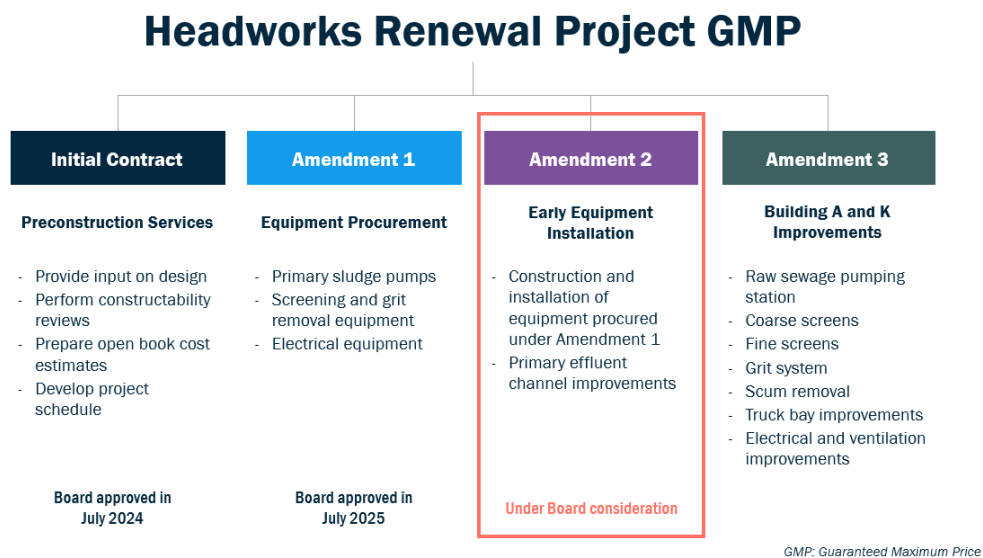 Headworks Renewal Project GMP
Initial Contract
Preconstruction Services
- Provide input on design
- Perform constructability
reviews
- Prepare open book cost
estimates
- Develop project
schedule
Board approved in
July 2024
Amendment 1
Equipment Procurement
- Primary sludge pumps
- Screening and grit
removal equipment
- Electrical equipment
Board approved in
July 2025
Amendment 2
Early Equipment
Installation
- Construction and
installation of
equipment procured
under Amendment 1
- Primary effluent
channel improvements
Under Board consideration
Amendment 3
Building A and K
Improvements
- Raw sewage pumping
station
- Coarse screens
- Fine screens
- Grit system
- Scum removal
- Truck bay improvements
- Electrical and ventilation
improvements
GMP: Guaranteed Maximum Price